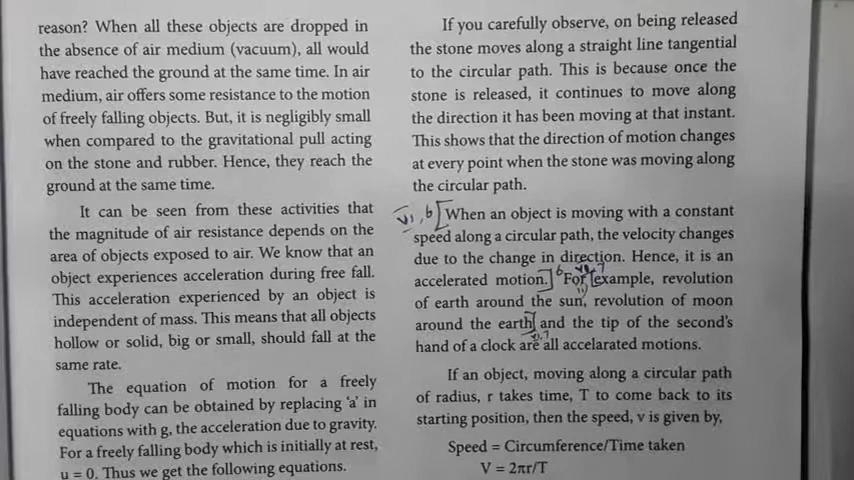 reason? When all these objects are dropped in
the absence of air medium (vacuum), all would
have reached the ground at the same time. In air
medium, air offers some resistance to the motion
of freely falling objects. But, it is negligibly small
when compared to the gravitational pull acting
on the stone and rubber. Hence, they reach the
ground at the same time.
It can be seen from these activities that
the magnitude of air resistance depends on the
area of objects exposed to air. We know that an
object experiences acceleration during free fall.
This acceleration experienced by an object is
independent of mass. This means that all objects
hollow or solid, big or small, should fall at the
same rate.
The equation of motion for a freely
falling body can be obtained by replacing 'a' in
equations with g, the acceleration due to gravity.
For a freely falling body which is initially at rest,
u = 0. Thus we get the following equations.
If you carefully observe, on being released
the stone moves along a straight line tangential
to the circular path. This is because once the
stone is released, it continues to move along
the direction it has been moving at that instant.
This shows that the direction of motion changes
at every point when the stone was moving along
the circular path.
When an object is moving with a constant
speed along a circular path, the velocity changes
due to the change in direction. Hence, it is an
accelerated motion. For example, revolution
of earth around the sun, revolution of moon
around the earth and the tip of the second's
hand of a clock are all accelarated motions.
If an object, moving along a circular path
of radius, r takes time, T to come back to its
starting position, then the speed, v is given by,
Speed = Circumference/Time taken
V = 2πr/T